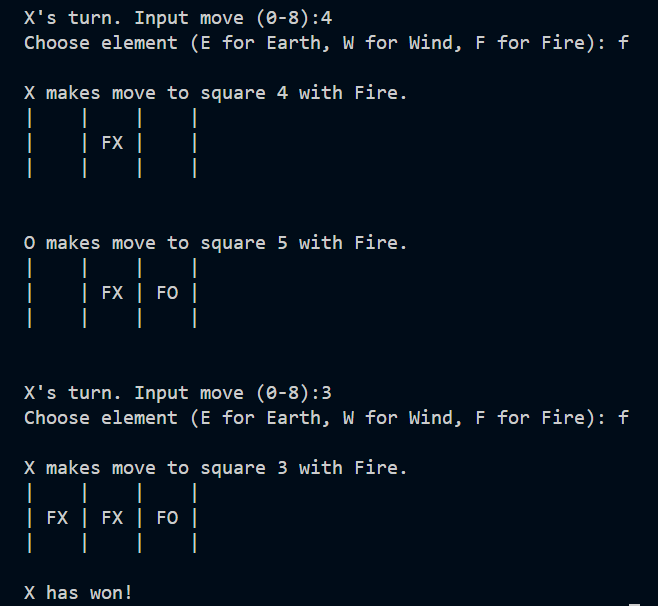 X's turn. Input move (0-8):4
Choose element (E for Earth, W for Wind, F for Fire): f
X makes move to square 4 with Fire.
|    |    |    |
|    | FX |    |
|    |    |    |
O makes move to square 5 with Fire.
|    |    |    |
|    | FX | FO |
|    |    |    |
X's turn. Input move (0-8):3
Choose element (E for Earth, W for Wind, F for Fire): f
X makes move to square 3 with Fire.
|    |    |    |
| FX | FX | FO |
|    |    |    |
X has won!